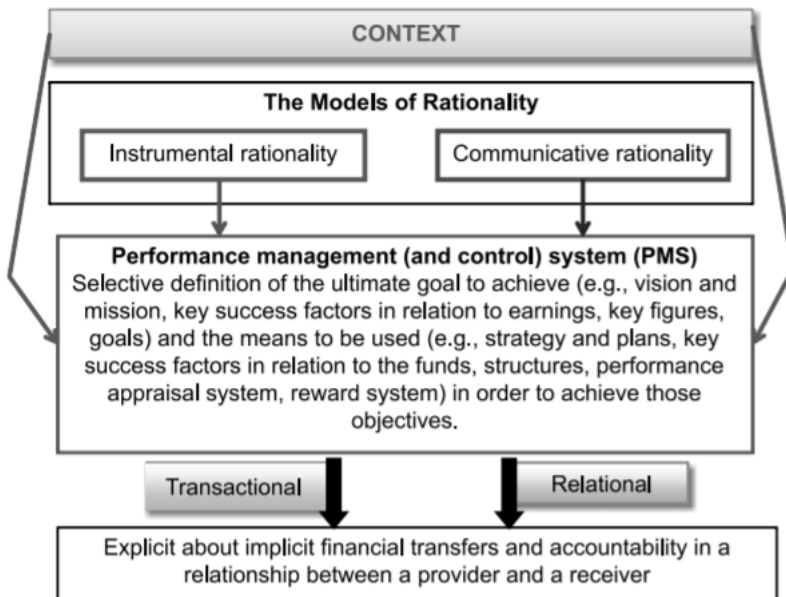 CONTEXT
The Models of Rationality
Instrumental rationality
Communicative rationality
Performance management (and control) system (PMS)
Selective definition of the ultimate goal to achieve (e.g., vision and
mission, key success factors in relation to earnings, key figures,
goals) and the means to be used (e.g., strategy and plans, key
success factors in relation to the funds, structures, performance
appraisal system, reward system) in order to achieve those
objectives.
Transactional
Relational
Explicit about implicit financial transfers and accountability in a
relationship between a provider and a receiver